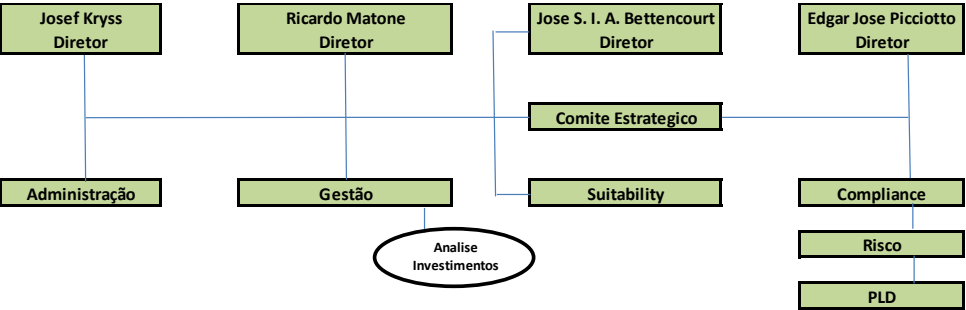 Josef Kryss
Diretor
Ricardo Matone
Diretor
Jose S. I. A. Bettencourt
Diretor
Edgar Jose Picciotto
Diretor
Comite Estrategico
Administração
Gestão
Suitability
Compliance
Analise
Investimentos
Risco
PLD